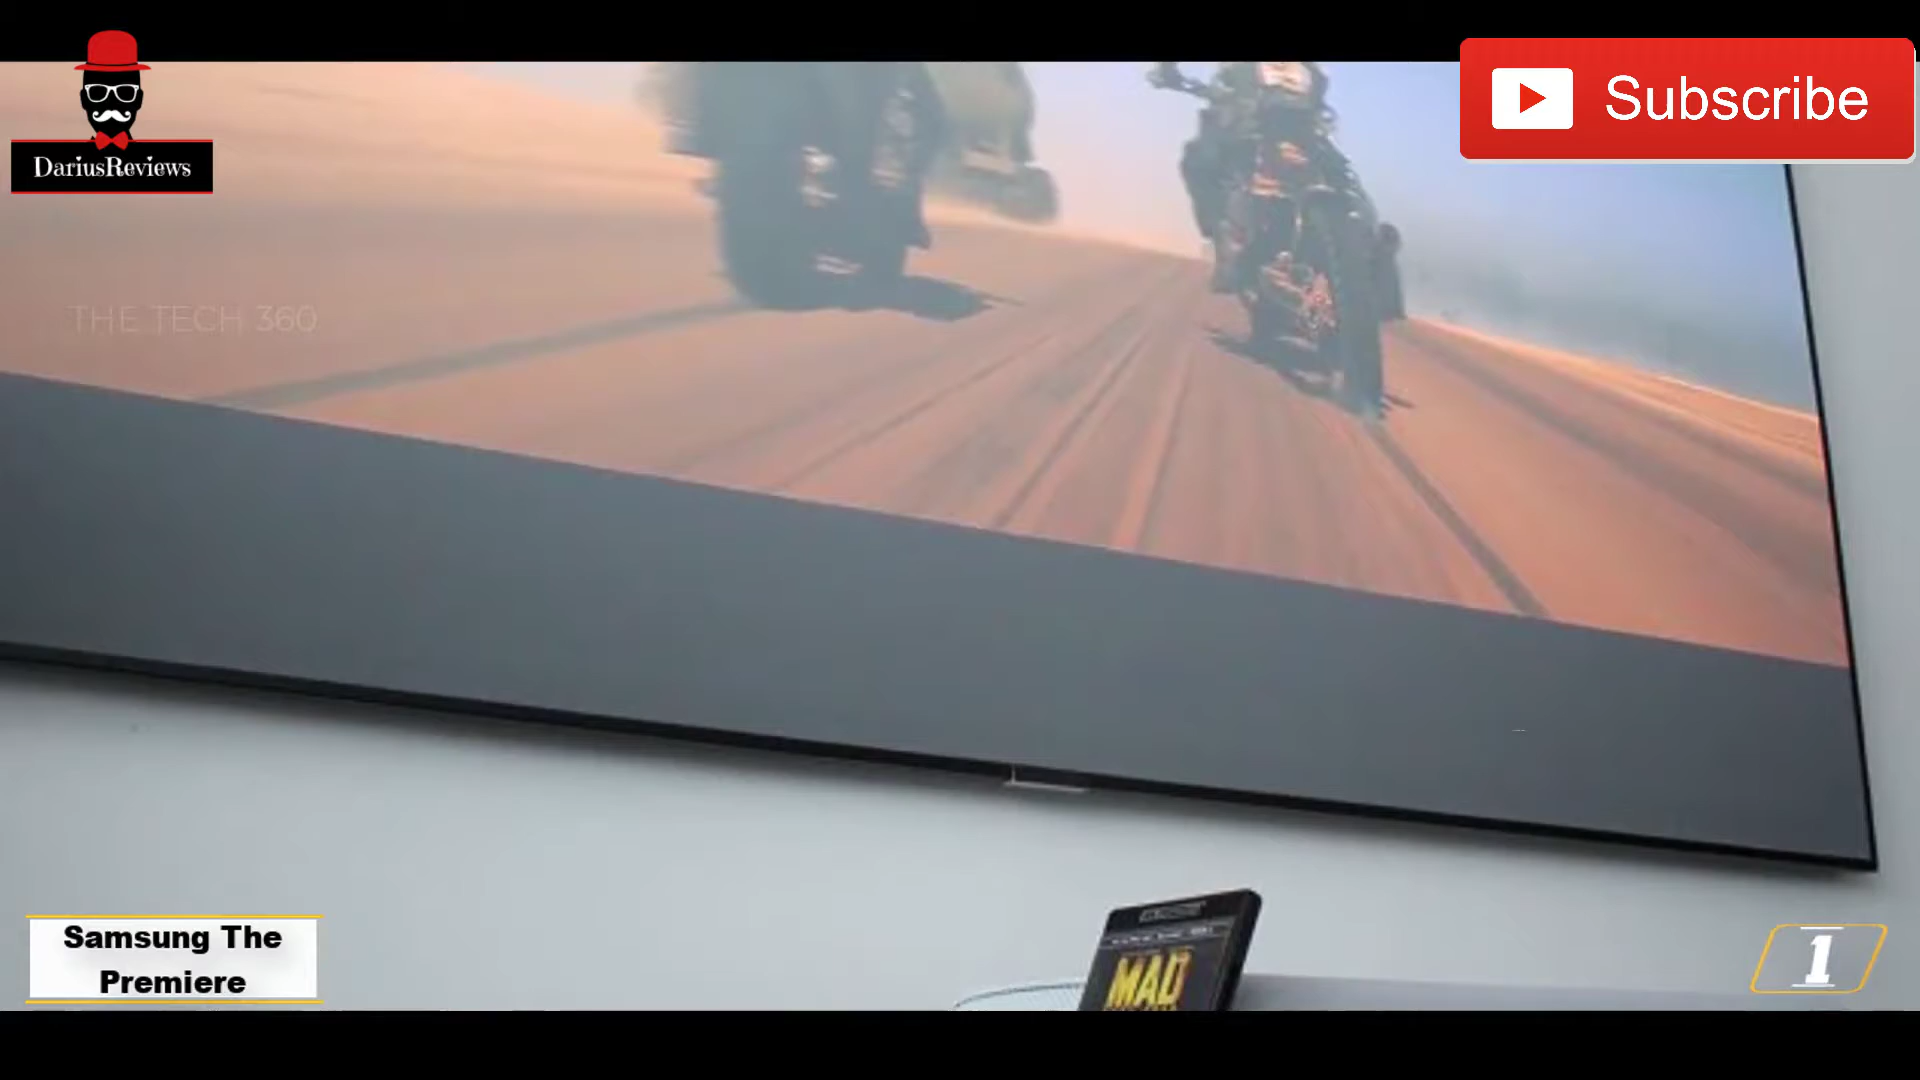 Subscribe
DariusReviews
THE TECH 360
Samsung The
Premiere
MAD
1